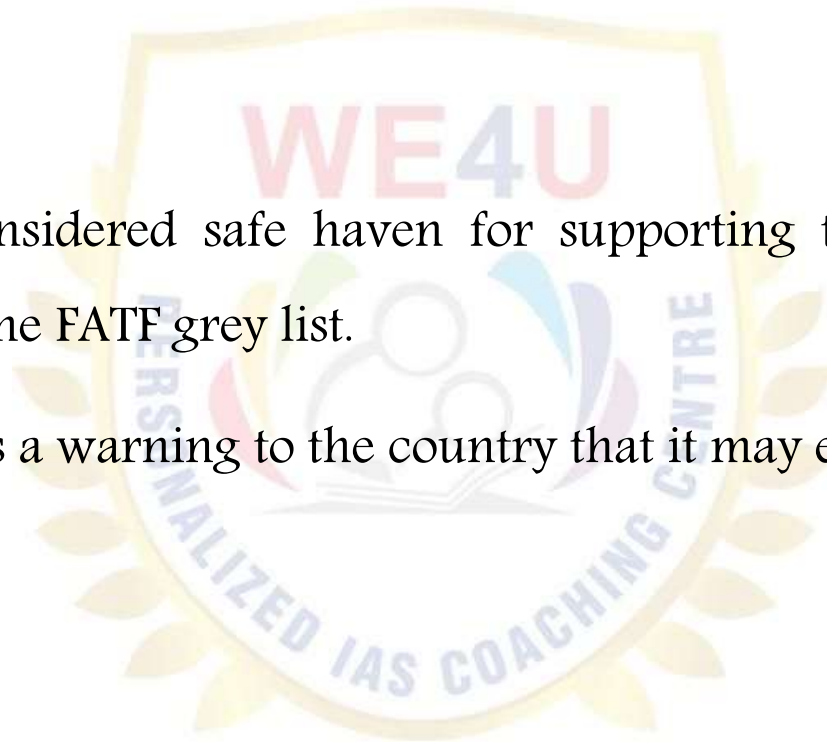 WE4U
nsidered safe haven for supporting t
ne FATF grey list.
s a warning to the country that it may e
PERSONALIZED IAS COACHING CENTRE